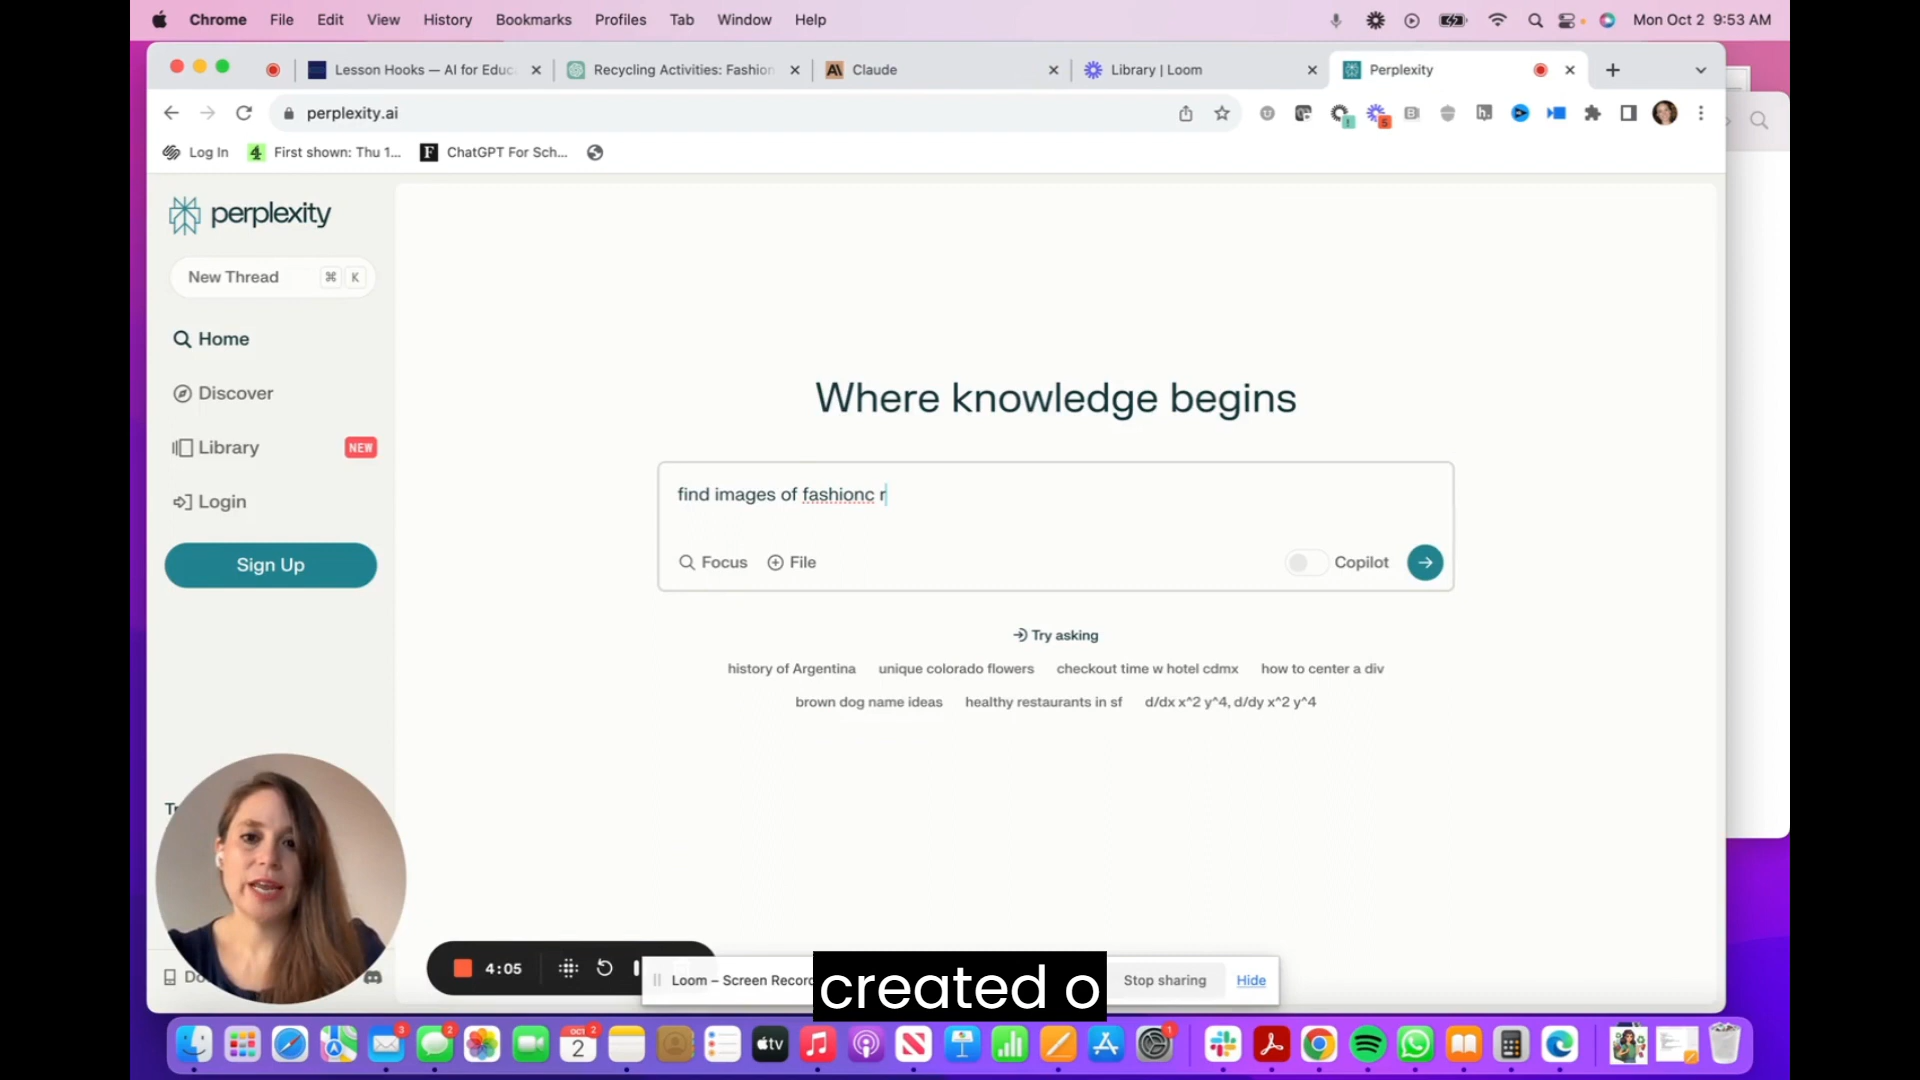 Chrome File Edit View History Bookmarks Profiles Tab Window Help Mon Oct 2 9:53 AM
Lesson Hooks — AI for Educ Recycling Activities: Fashion Claude Library | Loom Perplexity
perplexity.ai
Log In First shown: Thu 1... ChatGPT For Sch...
perplexity
New Thread ⌘ K
Home
Discover
Library NEW
Login
Sign Up
Where knowledge begins
find images of fashionc r
Focus File Copilot
Try asking
history of Argentina unique colorado flowers checkout time w hotel cdmx how to center a div
brown dog name ideas healthy restaurants in sf d/dx x^2 y^4, d/dy x^2 y^4
4:05
Loom – Screen Recor
created o
Stop sharing Hide
OCT
2
tv